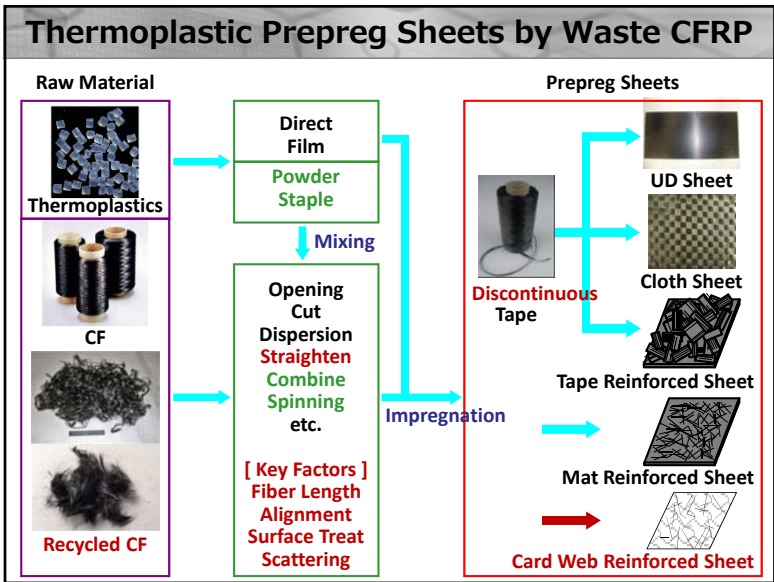 Thermoplastic Prepreg Sheets by Waste CFRP
Raw Material
Thermoplastics
CF
Recycled CF
Direct
Film
Powder
Staple
Mixing
Opening
Cut
Dispersion
Straighten
Combine
Spinning
etc.
[ Key Factors ]
Fiber Length
Alignment
Surface Treat
Scattering
Impregnation
Prepreg Sheets
Discontinuous
Tape
UD Sheet
Cloth Sheet
Tape Reinforced Sheet
Mat Reinforced Sheet
Card Web Reinforced Sheet